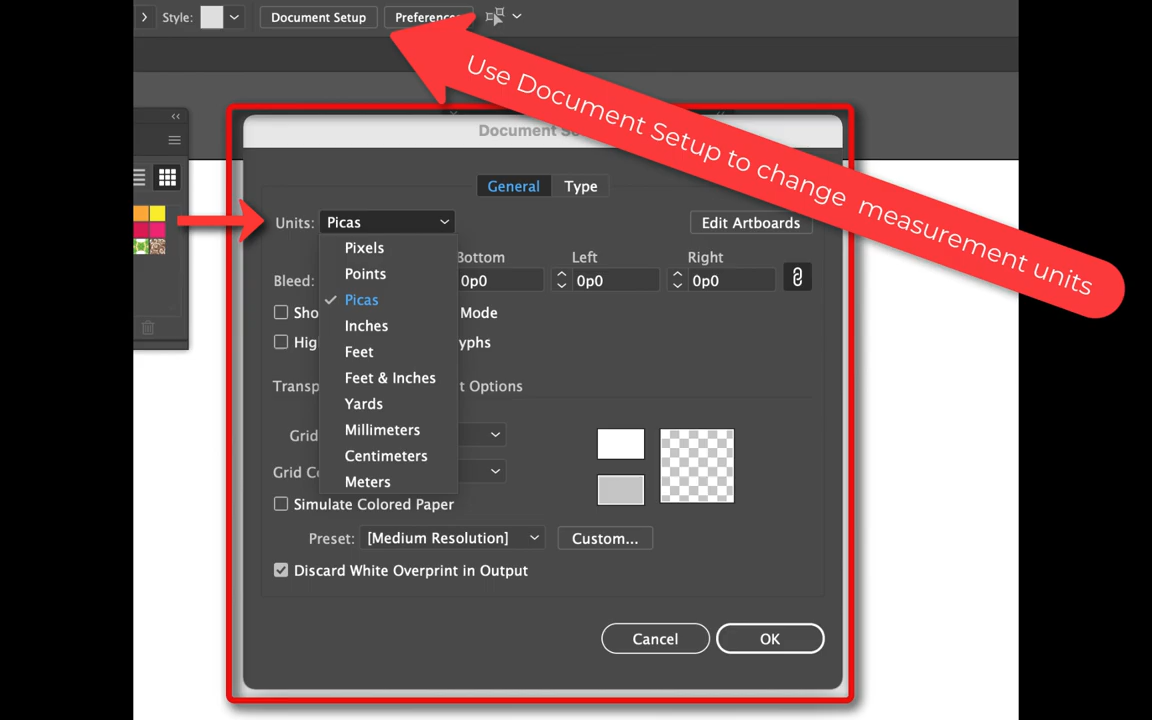 Style:
Document Setup
Use Document Setup to change measurement units
General
Type
Units:
Picas
Edit Artboards
Pixels
Points
Picas
Inches
Feet
Feet & Inches
Yards
Millimeters
Centimeters
Meters
Bottom
Left
Right
Bleed:
0p0
0p0
0p0
Mode
Options
Simulate Colored Paper
Preset:
[Medium Resolution]
Custom...
Discard White Overprint in Output
Cancel
OK